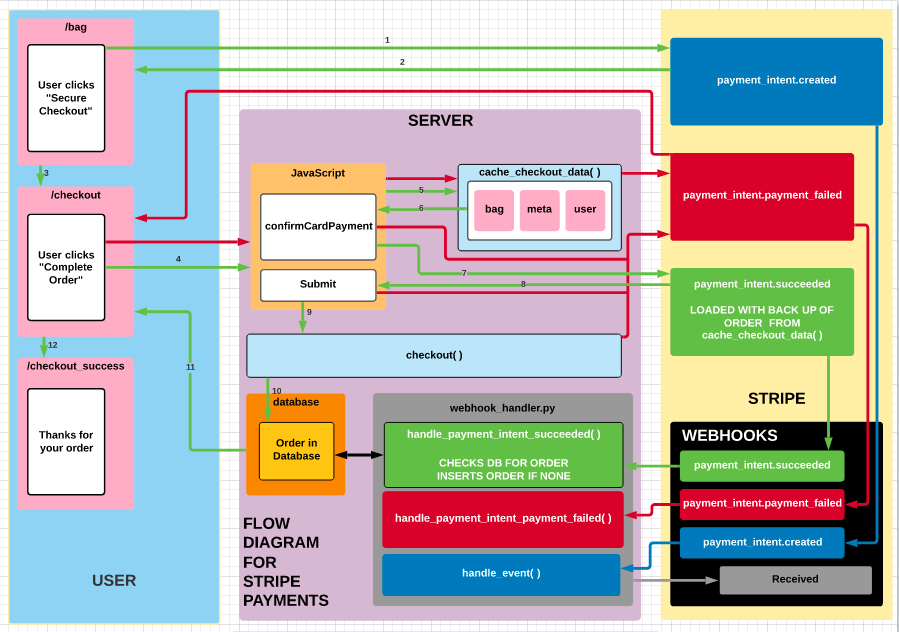 /bag
User clicks
"Secure
Checkout"
1
2
3
/checkout
User clicks
"Complete
Order"
4
12
/checkout_success
Thanks for
your order
11
USER
SERVER
JavaScript
confirmCardPayment
Submit
5
6
7
8
9
cache_checkout_data( )
bag
meta
user
checkout( )
10
database
Order in
Database
webhook_handler.py
handle_payment_intent_succeeded( )
CHECKS DB FOR ORDER
INSERTS ORDER IF NONE
handle_payment_intent_payment_failed( )
handle_event( )
FLOW
DIAGRAM
FOR
STRIPE
PAYMENTS
payment_intent.created
payment_intent.payment_failed
payment_intent.succeeded
LOADED WITH BACK UP OF
ORDER FROM
cache_checkout_data( )
STRIPE
WEBHOOKS
payment_intent.succeeded
payment_intent.payment_failed
payment_intent.created
Received